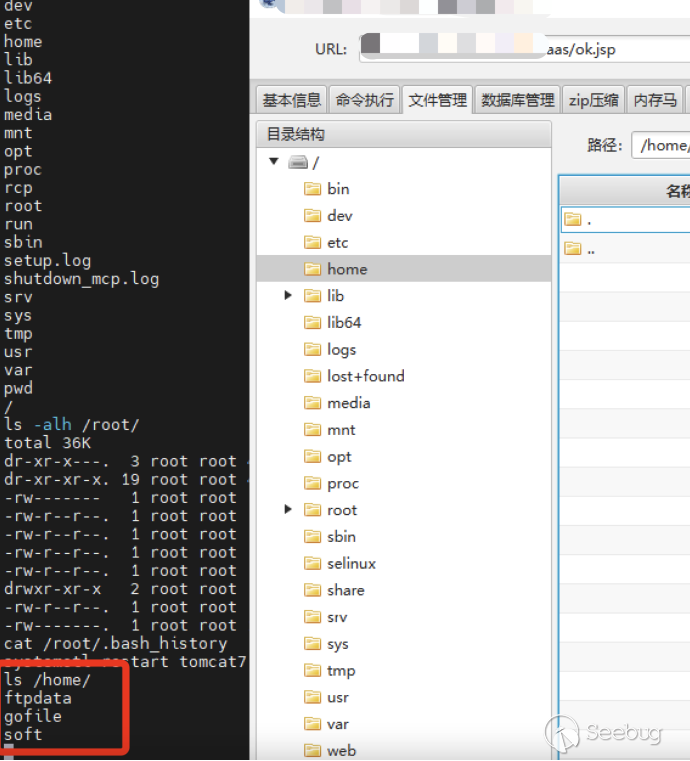 dev
etc
home
lib
lib64
logs
media
mnt
opt
proc
rcp
root
run
sbin
setup.log
shutdown_mcp.log
srv
sys
tmp
usr
var
pwd
/
ls -alh /root/
total 36K
dr-xr-x---.  3 root root
dr-xr-xr-x. 19 root root
-rw-------   1 root root
-rw-r--r--.  1 root root
-rw-r--r--.  1 root root
-rw-r--r--.  1 root root
-rw-r--r--.  1 root root
drwxr-xr-x   2 root root
-rw-r--r--.  1 root root
-rw-------.  1 root root
cat /root/.bash_history
systemctl restart tomcat7
ls /home/
ftpdata
gofile
soft
URL: aas/ok.jsp
基本信息 命令执行 文件管理 数据库管理 zip压缩 内存马
目录结构
/
bin
dev
etc
home
lib
lib64
logs
lost+found
media
mnt
opt
proc
root
sbin
selinux
share
srv
sys
tmp
usr
var
web
路径: /home/
名称
.
..
Seebug